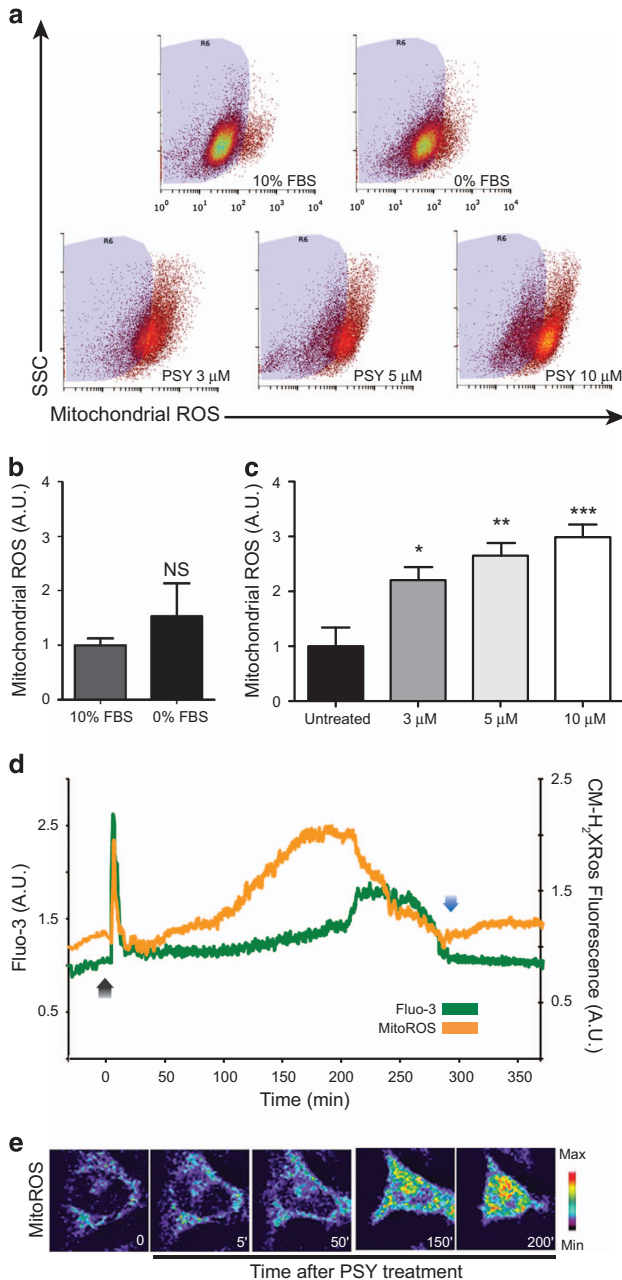 a
SSC
R6
10% FBS
10⁰ 10¹ 10² 10³ 10⁴
R6
0% FBS
10⁰ 10¹ 10² 10³ 10⁴
R6
PSY 3 µM
R6
PSY 5 µM
R6
PSY 10 µM
Mitochondrial ROS
b
Mitochondrial ROS (A.U.)
4
3
2
1
0
NS
10% FBS 0% FBS
c
Mitochondrial ROS (A.U.)
4
3
2
1
0
* ** ***
Untreated 3 µM 5 µM 10 µM
d
Fluo-3 (A.U.)
2.5
1.5
0.5
2.5
1.5
0.5
CM-H₂XRos Fluorescence (A.U.)
Fluo-3
MitoROS
0 50 100 150 200 250 300 350
Time (min)
e
MitoROS
0 5' 50' 150' 200'
Max
Min
Time after PSY treatment